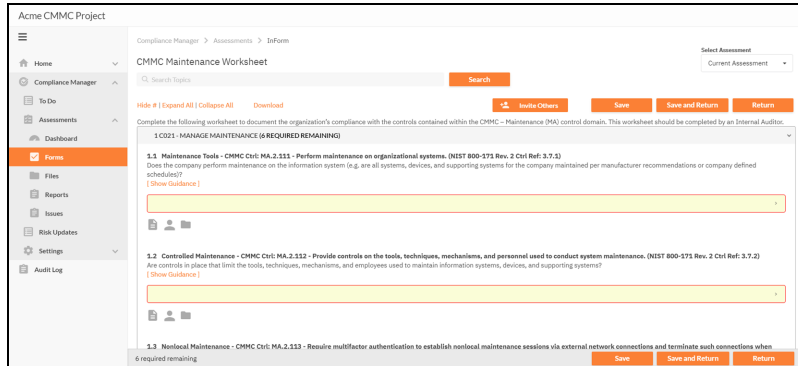 Acme CMMC Project
Compliance Manager > Assessments > InForm
Select Assessment
Home
CMMC Maintenance Worksheet
Current Assessment
Compliance Manager
Search Topics
Search
To Do
Hide # | Expand All | Collapse All
Download
Invite Others
Save
Save and Return
Return
Assessments
Complete the following worksheet to document the organization's compliance with the controls contained within the CMMC – Maintenance (MA) control domain. This worksheet should be completed by an Internal Auditor.
Dashboard
1 C021 - MANAGE MAINTENANCE (6 REQUIRED REMAINING)
Forms
1.1 Maintenance Tools - CMMC Ctrl: MA.2.111 - Perform maintenance on organizational systems. (NIST 800-171 Rev. 2 Ctrl Ref: 3.7.1)
Does the company perform maintenance on the information system (e.g. are all systems, devices, and supporting systems for the company maintained per manufacturer recommendations or company defined
schedules)?
[ Show Guidance ]
Files
Reports
Issues
Risk Updates
Settings
Audit Log
1.2 Controlled Maintenance - CMMC Ctrl: MA.2.112 - Provide controls on the tools, techniques, mechanisms, and personnel used to conduct system maintenance. (NIST 800-171 Rev. 2 Ctrl Ref: 3.7.2)
Are controls in place that limit the tools, techniques, mechanisms, and employees used to maintain information systems, devices, and supporting systems?
[ Show Guidance ]
1.3 Nonlocal Maintenance - CMMC Ctrl: MA.2.113 - Require multifactor authentication to establish nonlocal maintenance sessions via external network connections and terminate such connections when
6 required remaining
Save
Save and Return
Return